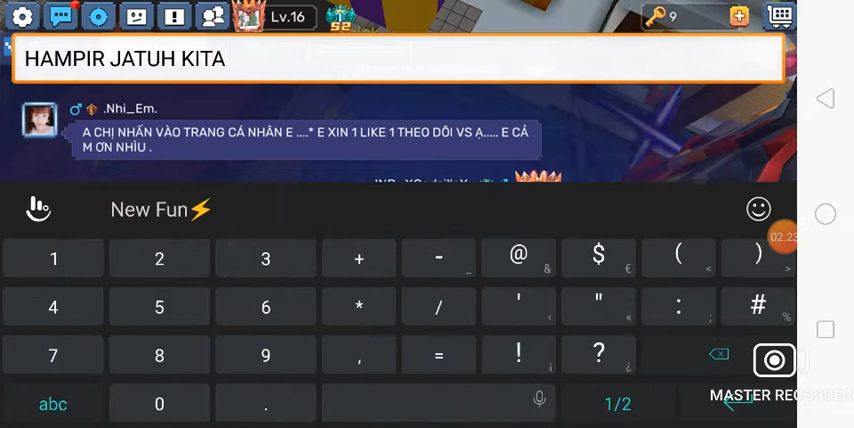 Lv.16
52
9
HAMPIR JATUH KITA
.Nhi_Em.
A CHỊ NHẤN VÀO TRANG CÁ NHÂN E ....* E XIN 1 LIKE 1 THEO DÕI VS Ạ..... E CẢ
M ƠN NHÌU .
New Fun⚡
02.23
1 2 3 + - _ @ & $ € ( < ) >
4 5 6 * / ' ‹ " « : ; # %
7 8 9 , = ! ¡ ? ¿
abc 0 . 1/2
MASTER RECORDER